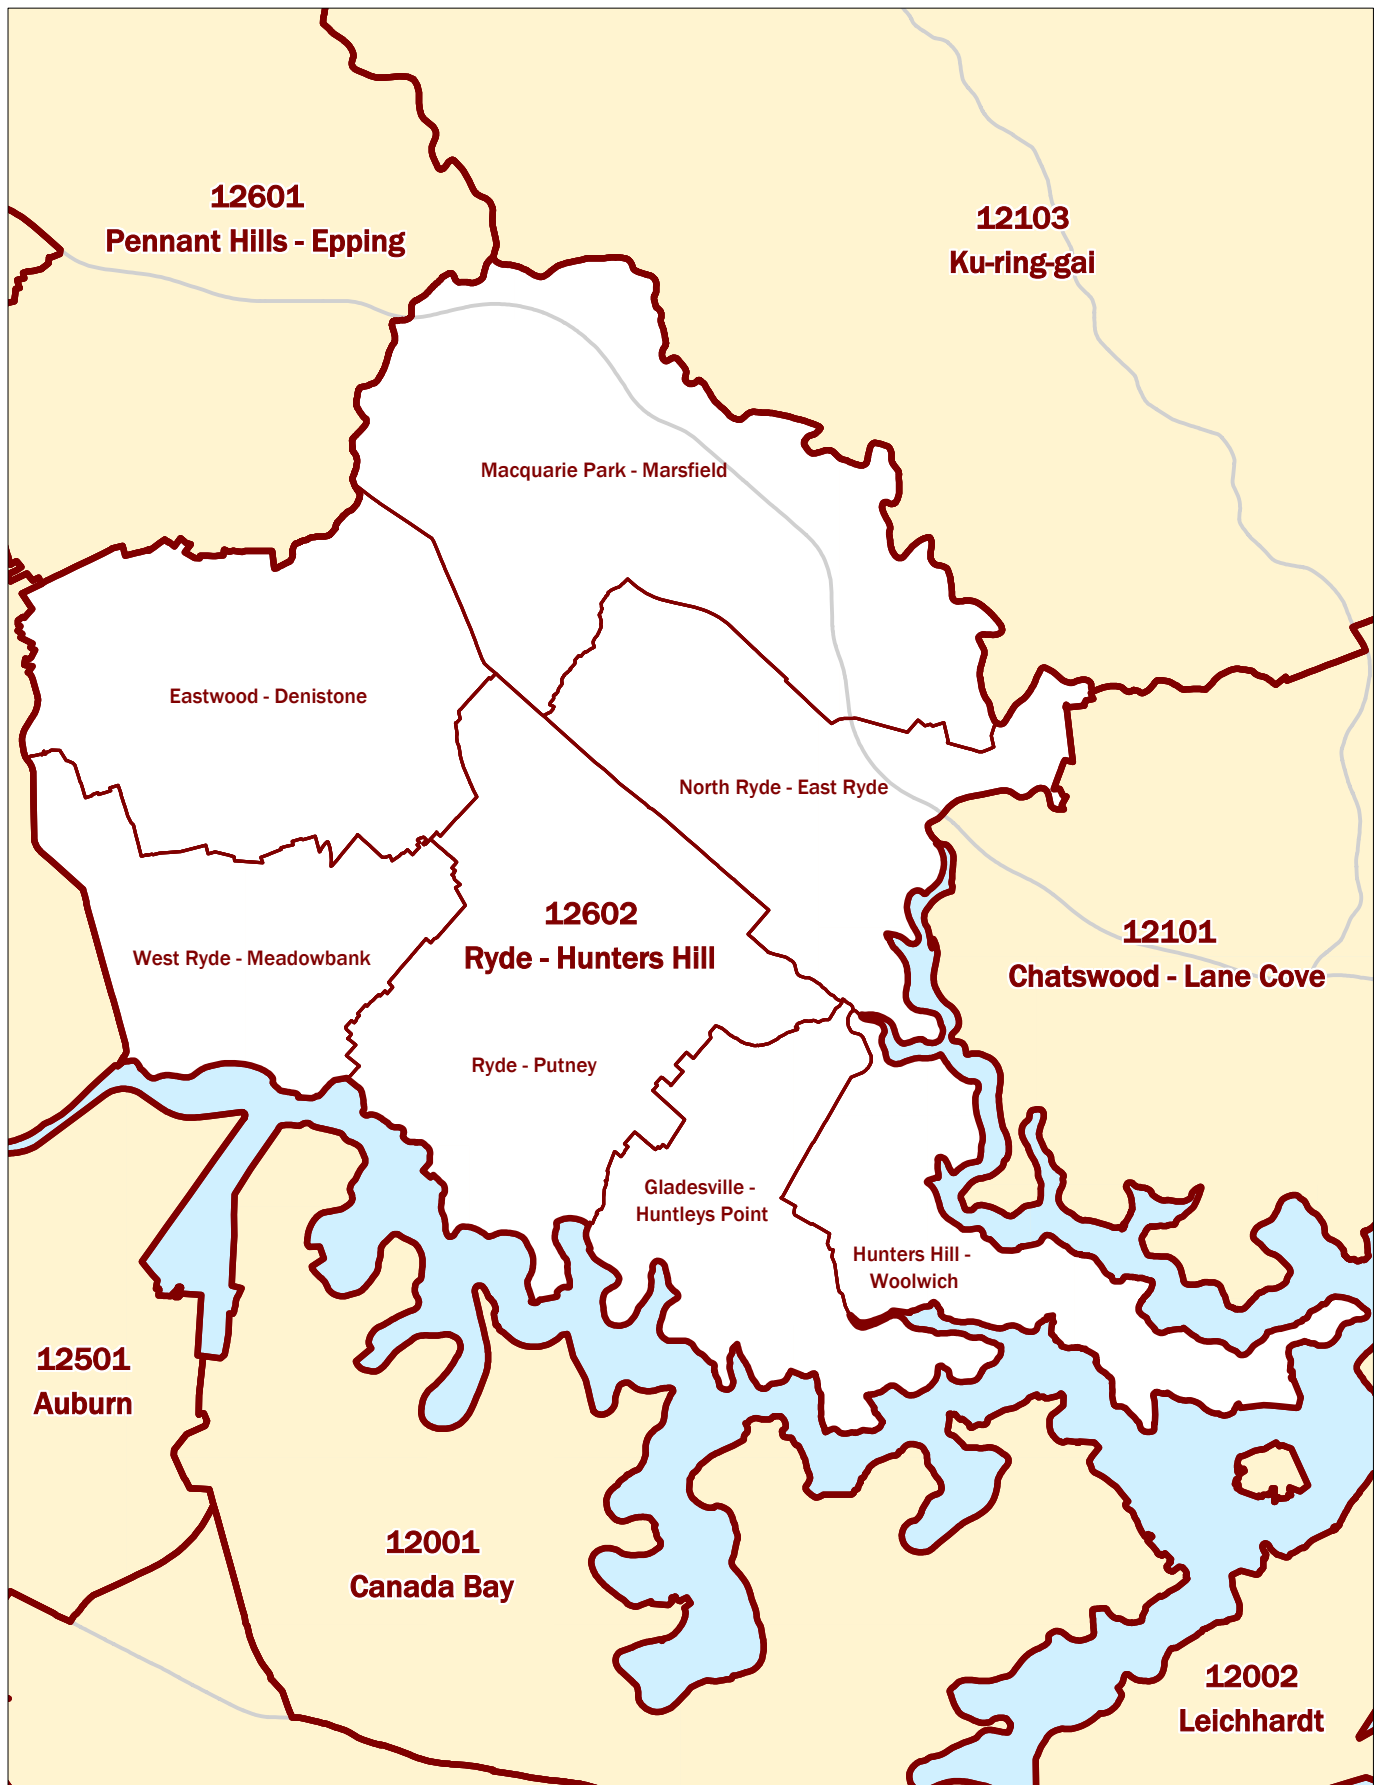 12601
Pennant Hills - Epping
12103
Ku-ring-gai
Macquarie Park - Marsfield
Eastwood - Denistone
North Ryde - East Ryde
12602
Ryde - Hunters Hill
West Ryde - Meadowbank
12101
Chatswood - Lane Cove
Ryde - Putney
Gladesville -
Huntleys Point
Hunters Hill -
Woolwich
12501
Auburn
12001
Canada Bay
12002
Leichhardt